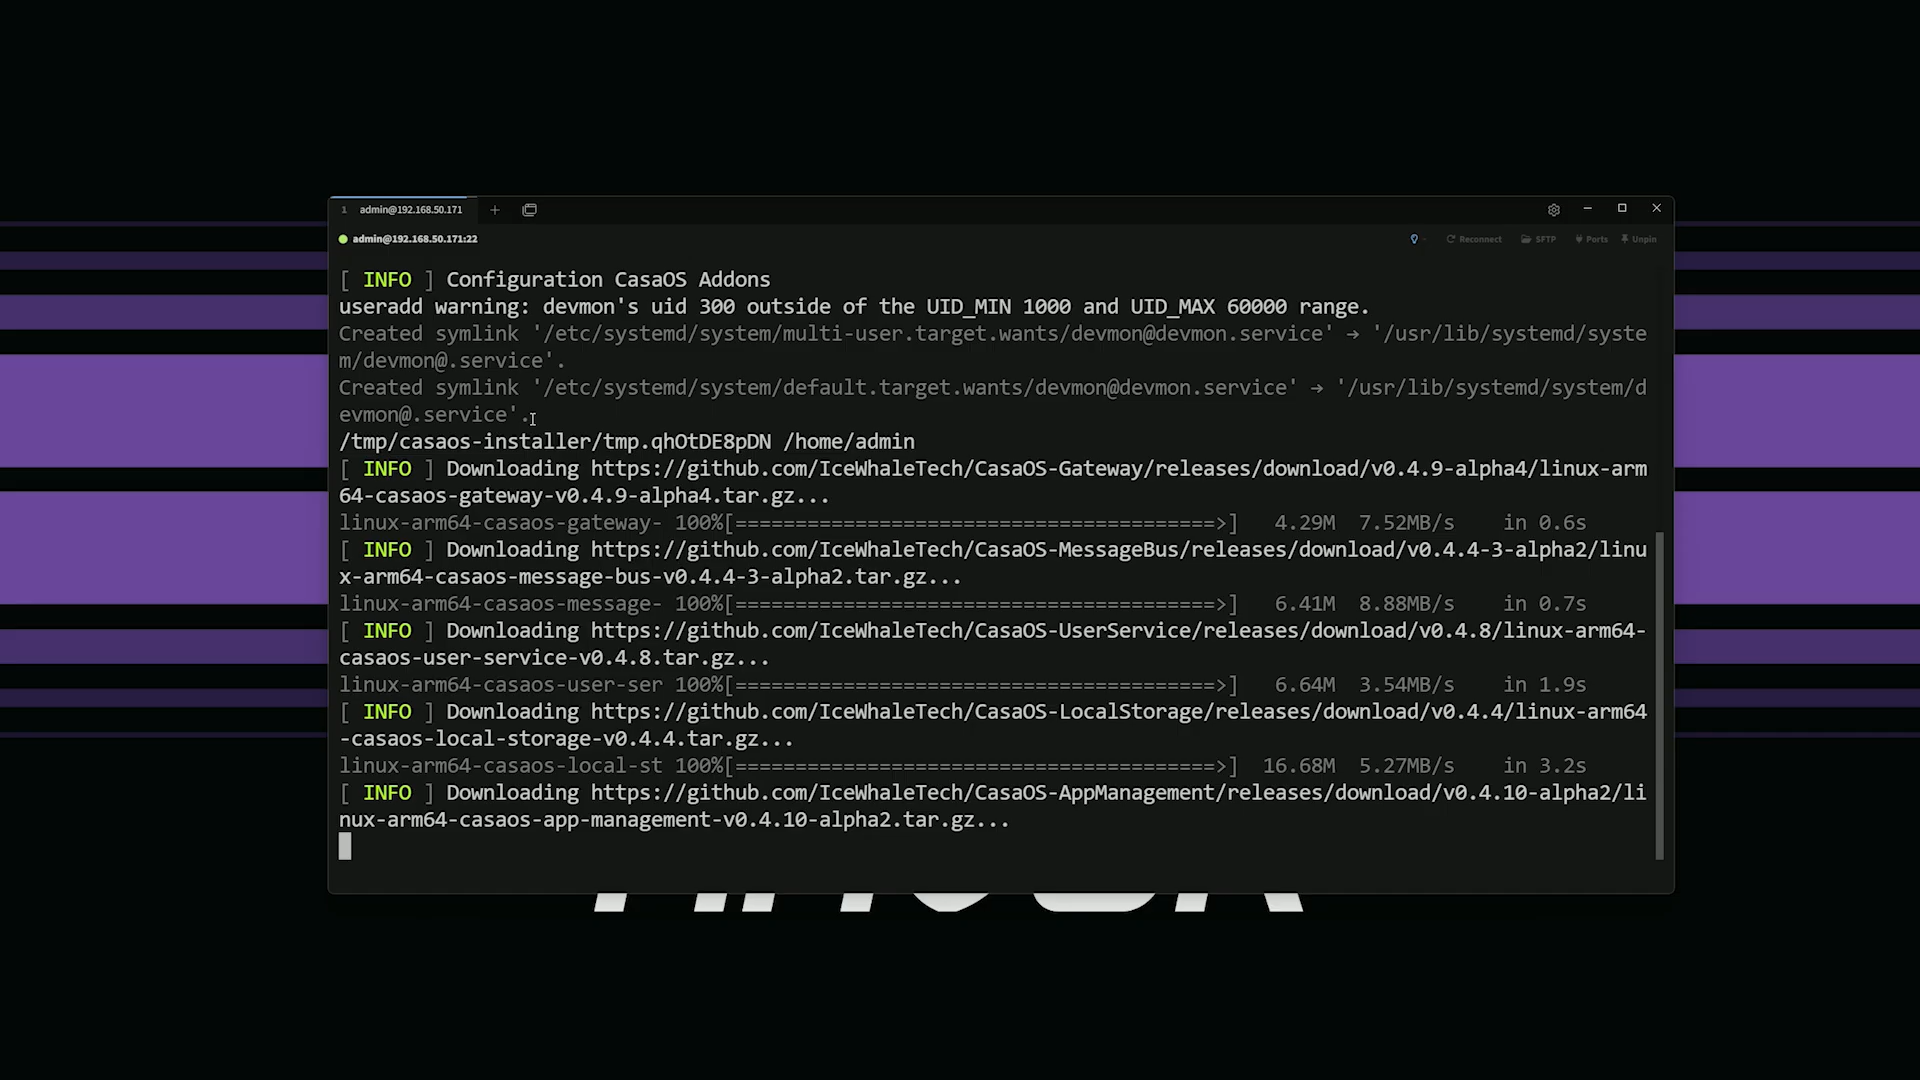 1 admin@192.168.50.171
admin@192.168.50.171:22
Reconnect SFTP Ports Unpin
[ INFO ] Configuration CasaOS Addons
useradd warning: devmon's uid 300 outside of the UID_MIN 1000 and UID_MAX 60000 range.
Created symlink '/etc/systemd/system/multi-user.target.wants/devmon@devmon.service' → '/usr/lib/systemd/syste
m/devmon@.service'.
Created symlink '/etc/systemd/system/default.target.wants/devmon@devmon.service' → '/usr/lib/systemd/system/d
evmon@.service'.
/tmp/casaos-installer/tmp.qhOtDE8pDN /home/admin
[ INFO ] Downloading https://github.com/IceWhaleTech/CasaOS-Gateway/releases/download/v0.4.9-alpha4/linux-arm
64-casaos-gateway-v0.4.9-alpha4.tar.gz...
linux-arm64-casaos-gateway- 100%[========================================>] 4.29M 7.52MB/s in 0.6s
[ INFO ] Downloading https://github.com/IceWhaleTech/CasaOS-MessageBus/releases/download/v0.4.4-3-alpha2/linu
x-arm64-casaos-message-bus-v0.4.4-3-alpha2.tar.gz...
linux-arm64-casaos-message- 100%[========================================>] 6.41M 8.88MB/s in 0.7s
[ INFO ] Downloading https://github.com/IceWhaleTech/CasaOS-UserService/releases/download/v0.4.8/linux-arm64-
casaos-user-service-v0.4.8.tar.gz...
linux-arm64-casaos-user-ser 100%[========================================>] 6.64M 3.54MB/s in 1.9s
[ INFO ] Downloading https://github.com/IceWhaleTech/CasaOS-LocalStorage/releases/download/v0.4.4/linux-arm64
-casaos-local-storage-v0.4.4.tar.gz...
linux-arm64-casaos-local-st 100%[========================================>] 16.68M 5.27MB/s in 3.2s
[ INFO ] Downloading https://github.com/IceWhaleTech/CasaOS-AppManagement/releases/download/v0.4.10-alpha2/li
nux-arm64-casaos-app-management-v0.4.10-alpha2.tar.gz...